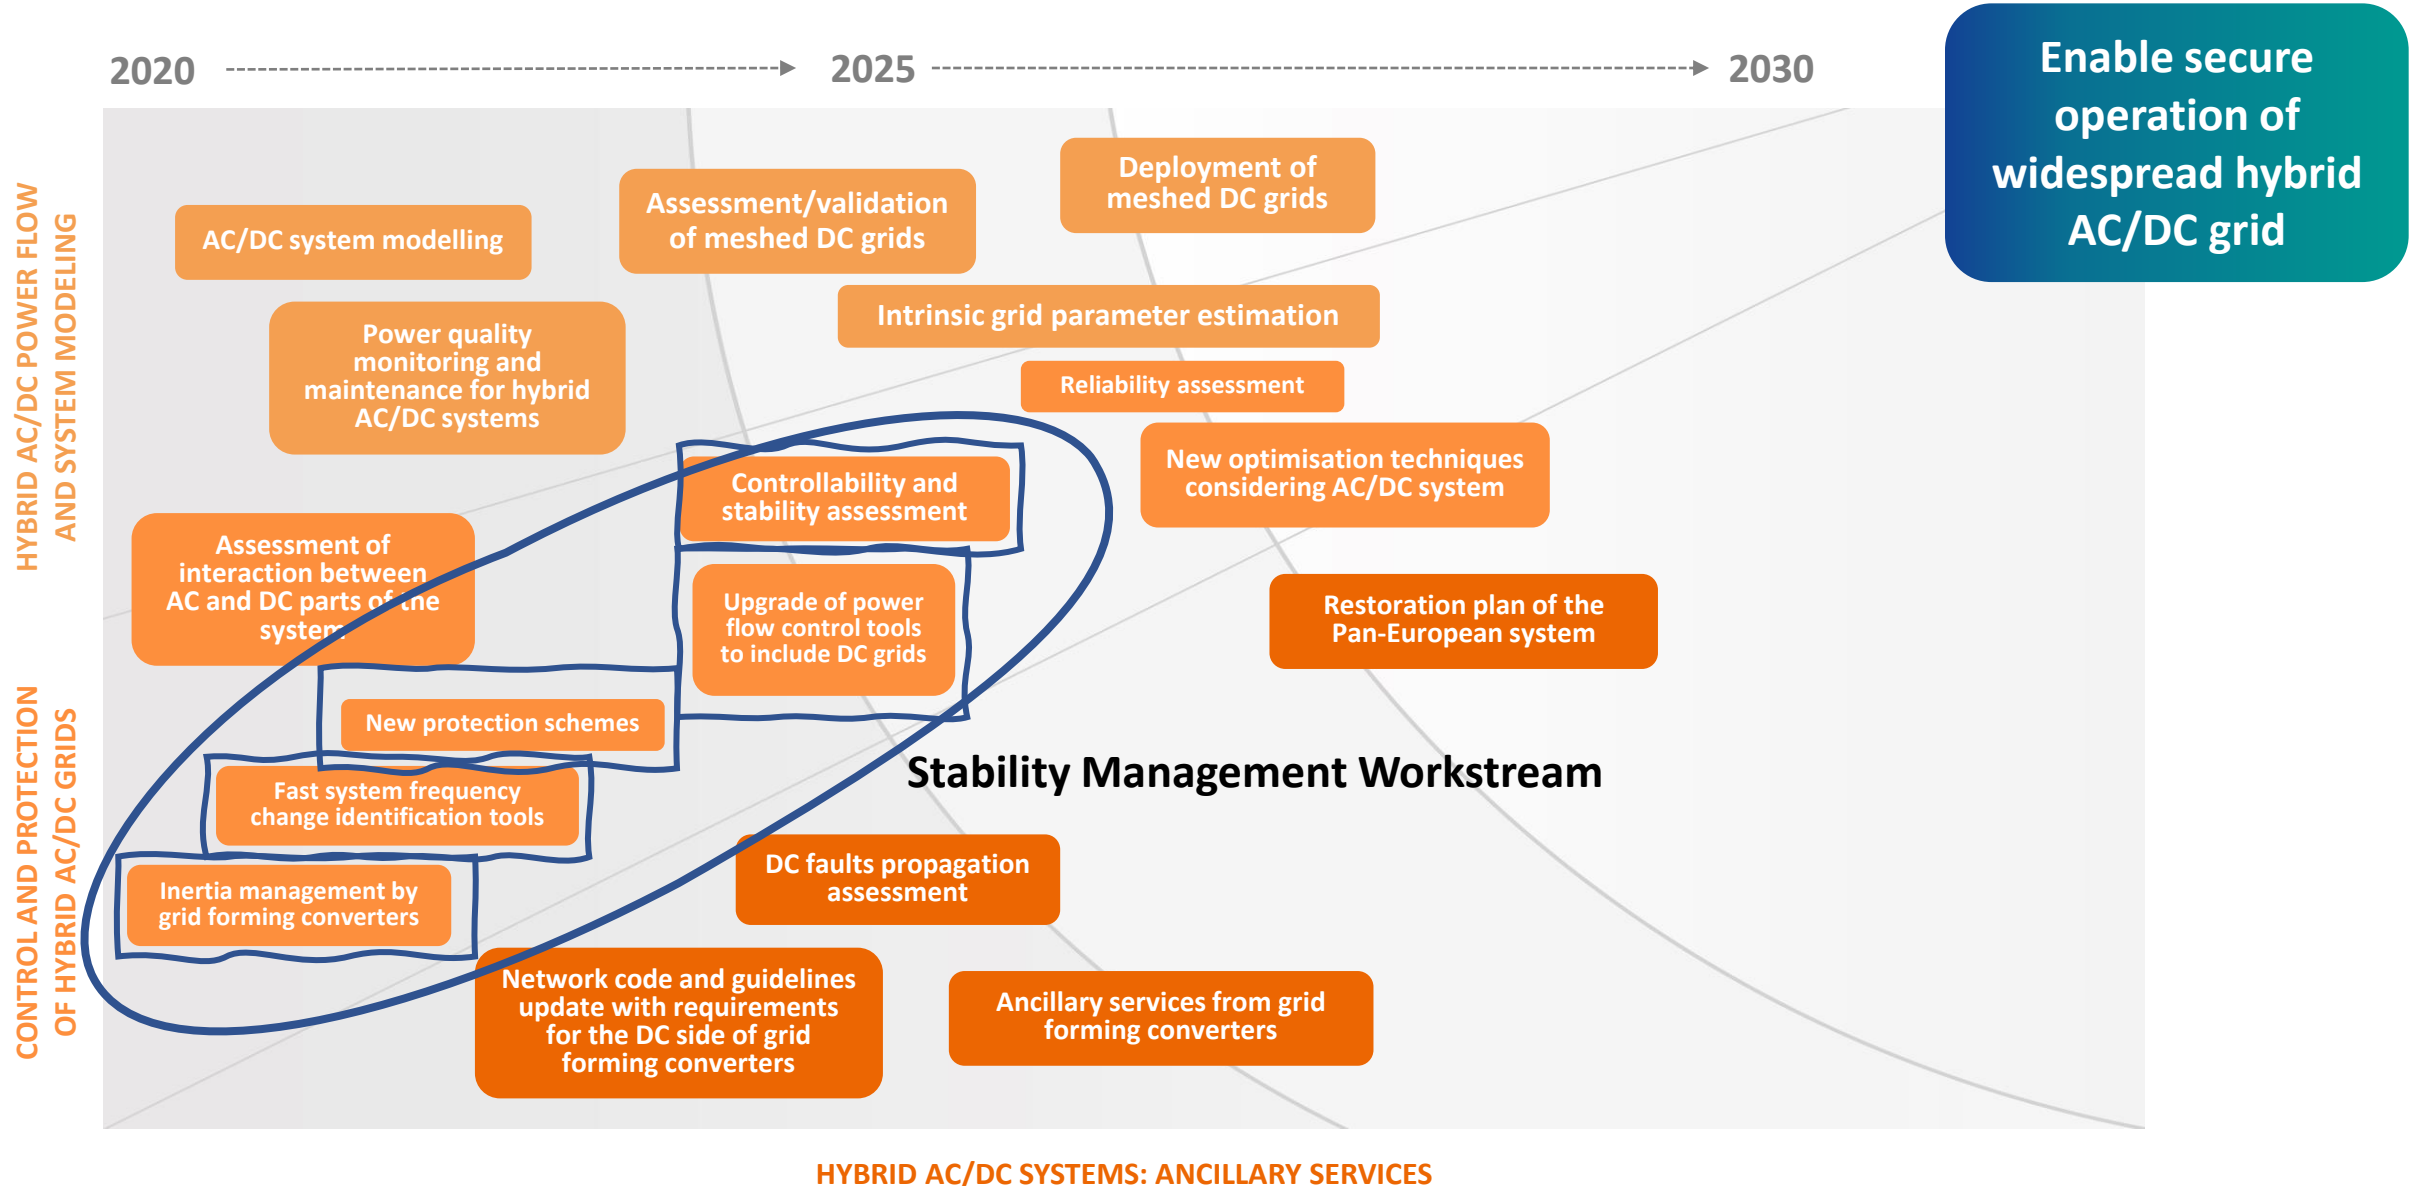 2020
2025
2030
Enable secure
operation of
widespread hybrid
AC/DC grid
HYBRID AC/DC POWER FLOW
AND SYSTEM MODELING
AC/DC system modelling
Assessment/validation
of meshed DC grids
Deployment of
meshed DC grids
Power quality
monitoring and
maintenance for hybrid
AC/DC systems
Intrinsic grid parameter estimation
Reliability assessment
Controllability and
stability assessment
New optimisation techniques
considering AC/DC system
Assessment of
interaction between
AC and DC parts of the
system
Upgrade of power
flow control tools
to include DC grids
Restoration plan of the
Pan-European system
CONTROL AND PROTECTION
OF HYBRID AC/DC GRIDS
New protection schemes
Stability Management Workstream
Fast system frequency
change identification tools
Inertia management by
grid forming converters
DC faults propagation
assessment
Network code and guidelines
update with requirements
for the DC side of grid
forming converters
Ancillary services from grid
forming converters
HYBRID AC/DC SYSTEMS: ANCILLARY SERVICES